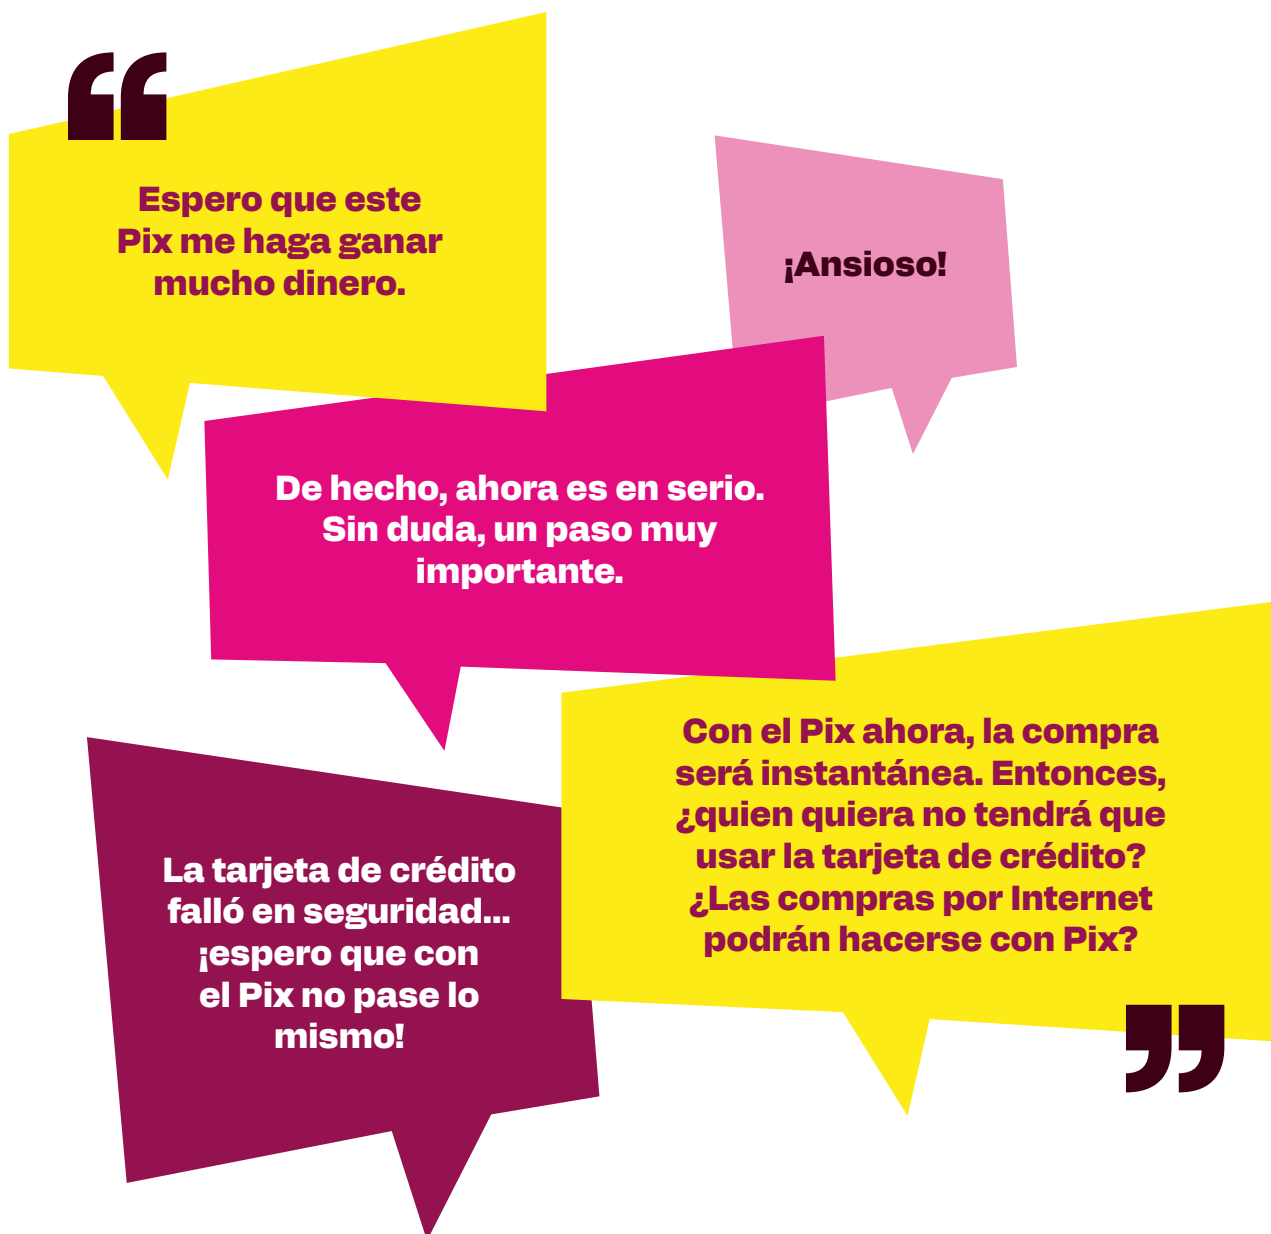 “
Espero que este
Pix me haga ganar
mucho dinero.
¡Ansioso!
De hecho, ahora es en serio.
Sin duda, un paso muy
importante.
Con el Pix ahora, la compra
será instantánea. Entonces,
¿quien quiera no tendrá que
usar la tarjeta de crédito?
¿Las compras por Internet
podrán hacerse con Pix?
La tarjeta de crédito
falló en seguridad...
¡espero que con
el Pix no pase lo
mismo!
”